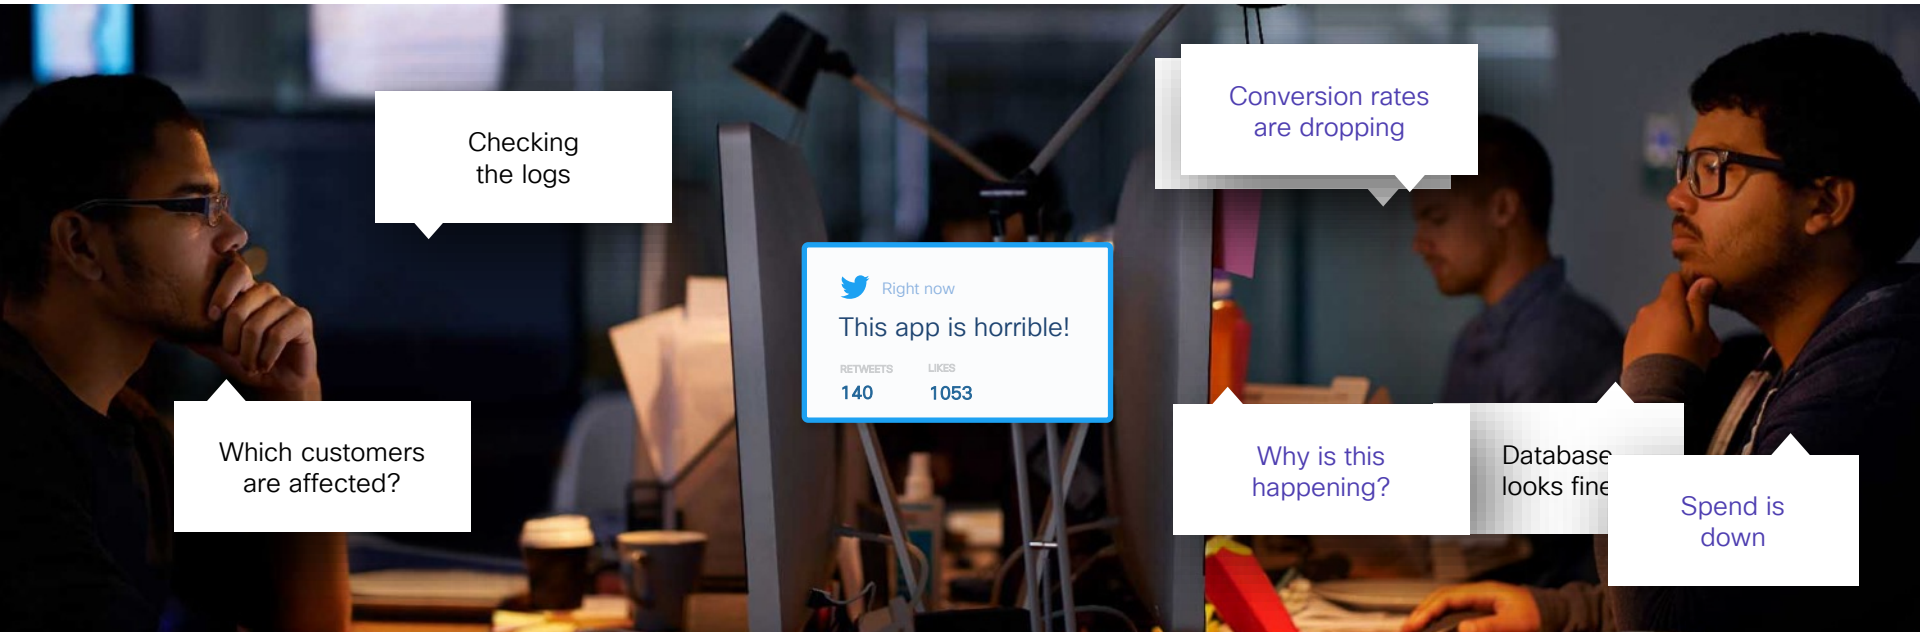 Checking
the logs
Conversion rates
are dropping
Right now
This app is horrible!
RETWEETS LIKES
140 1053
Which customers
are affected?
Why is this
happening?
Database
looks fine
Spend is
down